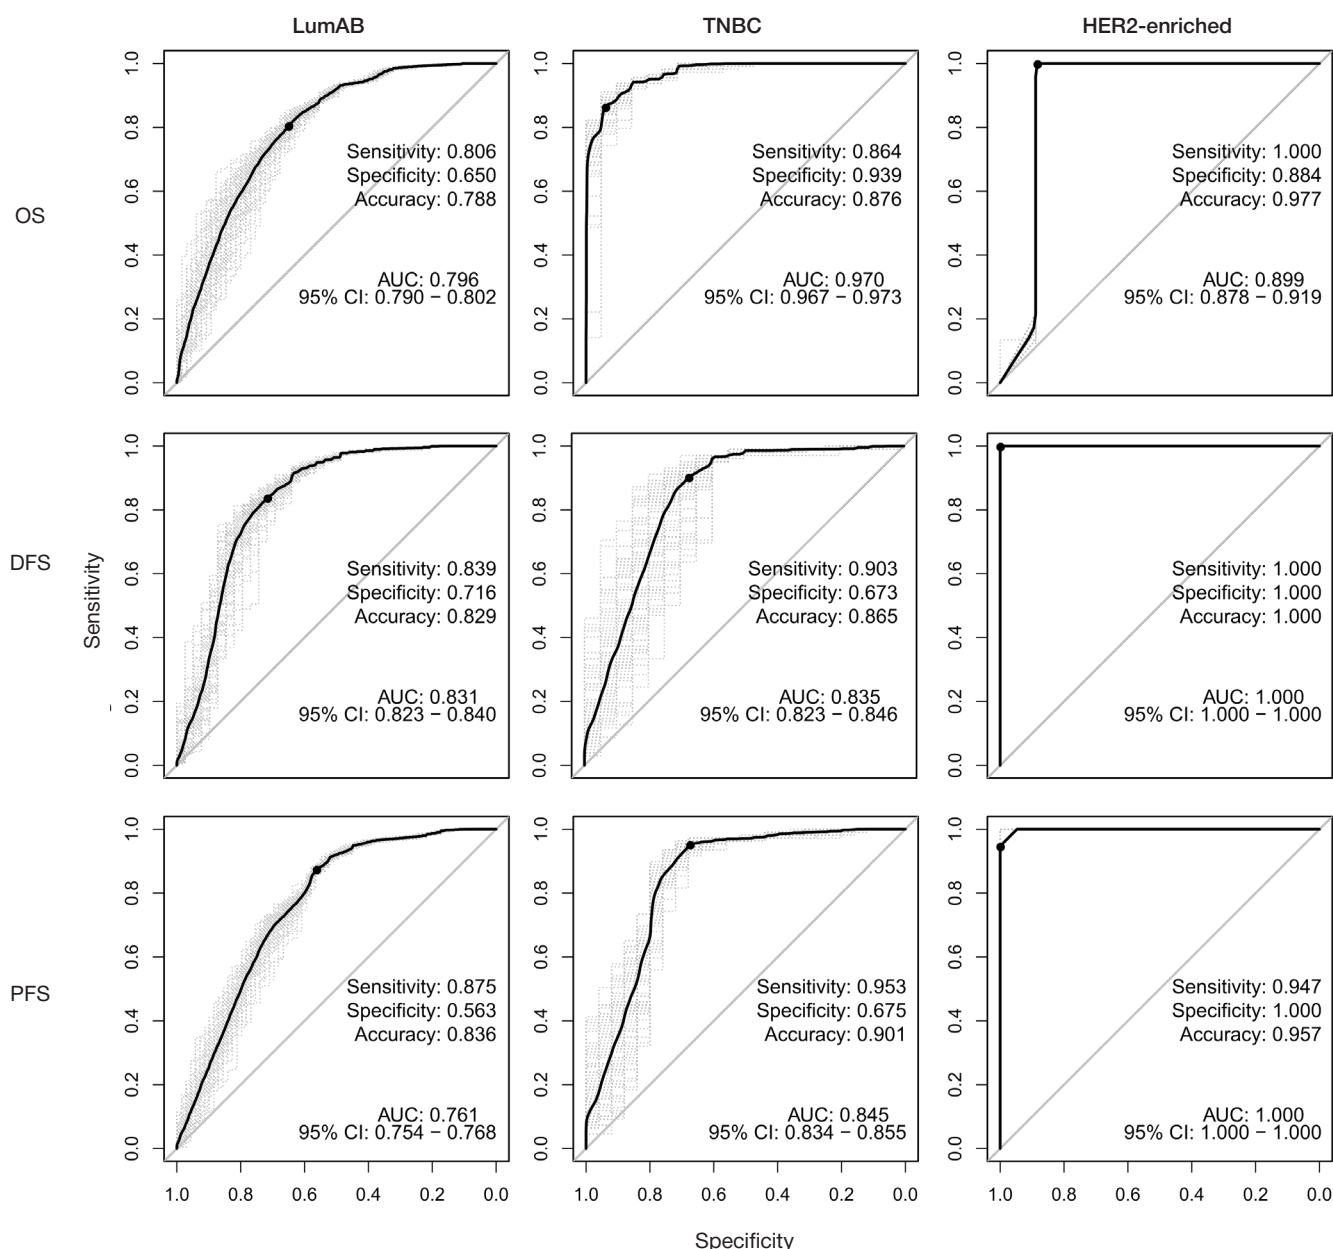 LumAB
TNBC
HER2-enriched
OS
1.0
0.8
0.6
0.4
0.2
0.0
Sensitivity: 0.806
Specificity: 0.650
Accuracy: 0.788
AUC: 0.796
95% CI: 0.790 – 0.802
1.0
0.8
0.6
0.4
0.2
0.0
Sensitivity: 0.864
Specificity: 0.939
Accuracy: 0.876
AUC: 0.970
95% CI: 0.967 – 0.973
1.0
0.8
0.6
0.4
0.2
0.0
Sensitivity: 1.000
Specificity: 0.884
Accuracy: 0.977
AUC: 0.899
95% CI: 0.878 – 0.919
DFS
Sensitivity
1.0
0.8
0.6
0.4
0.2
0.0
Sensitivity: 0.839
Specificity: 0.716
Accuracy: 0.829
AUC: 0.831
95% CI: 0.823 – 0.840
1.0
0.8
0.6
0.4
0.2
0.0
Sensitivity: 0.903
Specificity: 0.673
Accuracy: 0.865
AUC: 0.835
95% CI: 0.823 – 0.846
1.0
0.8
0.6
0.4
0.2
0.0
Sensitivity: 1.000
Specificity: 1.000
Accuracy: 1.000
AUC: 1.000
95% CI: 1.000 – 1.000
PFS
1.0
0.8
0.6
0.4
0.2
0.0
Sensitivity: 0.875
Specificity: 0.563
Accuracy: 0.836
AUC: 0.761
95% CI: 0.754 – 0.768
1.0 0.8 0.6 0.4 0.2 0.0
1.0
0.8
0.6
0.4
0.2
0.0
Sensitivity: 0.953
Specificity: 0.675
Accuracy: 0.901
AUC: 0.845
95% CI: 0.834 – 0.855
1.0 0.8 0.6 0.4 0.2 0.0
1.0
0.8
0.6
0.4
0.2
0.0
Sensitivity: 0.947
Specificity: 1.000
Accuracy: 0.957
AUC: 1.000
95% CI: 1.000 – 1.000
1.0 0.8 0.6 0.4 0.2 0.0
Specificity